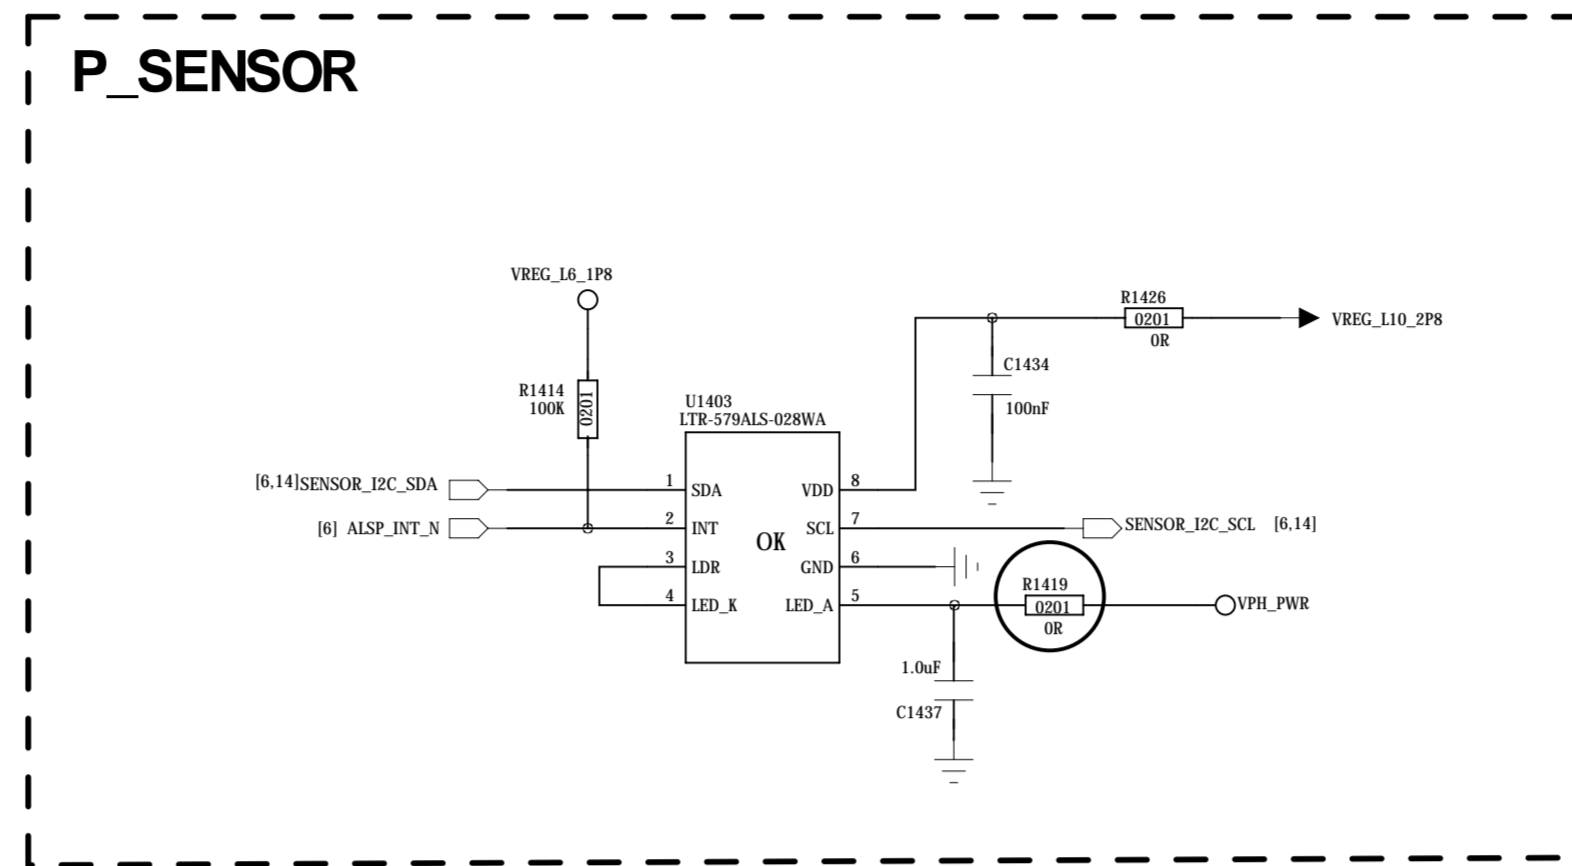 P_SENSOR
VREG_L6_1P8
R1426
0201
0R
VREG_L10_2P8
C1434
100nF
R1414
100K
0201
U1403
LTR-579ALS-028WA
[6,14]SENSOR_I2C_SDA
1
SDA
VDD
8
[6] ALSP_INT_N
2
INT
SCL
7
SENSOR_I2C_SCL [6,14]
OK
3
LDR
GND
6
4
LED_K
LED_A
5
R1419
0201
0R
VPH_PWR
1.0uF
C1437